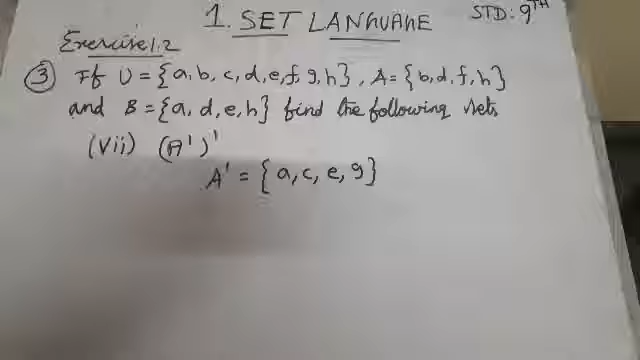 1. SET LANGUAGE
STD: 9TH
Exercise 1.2
③ If U = {a, b, c, d, e, f, g, h}, A = {b, d, f, h}
and B = {a, d, e, h} find the following sets
(Vii) (A')'
A' = {a, c, e, g}